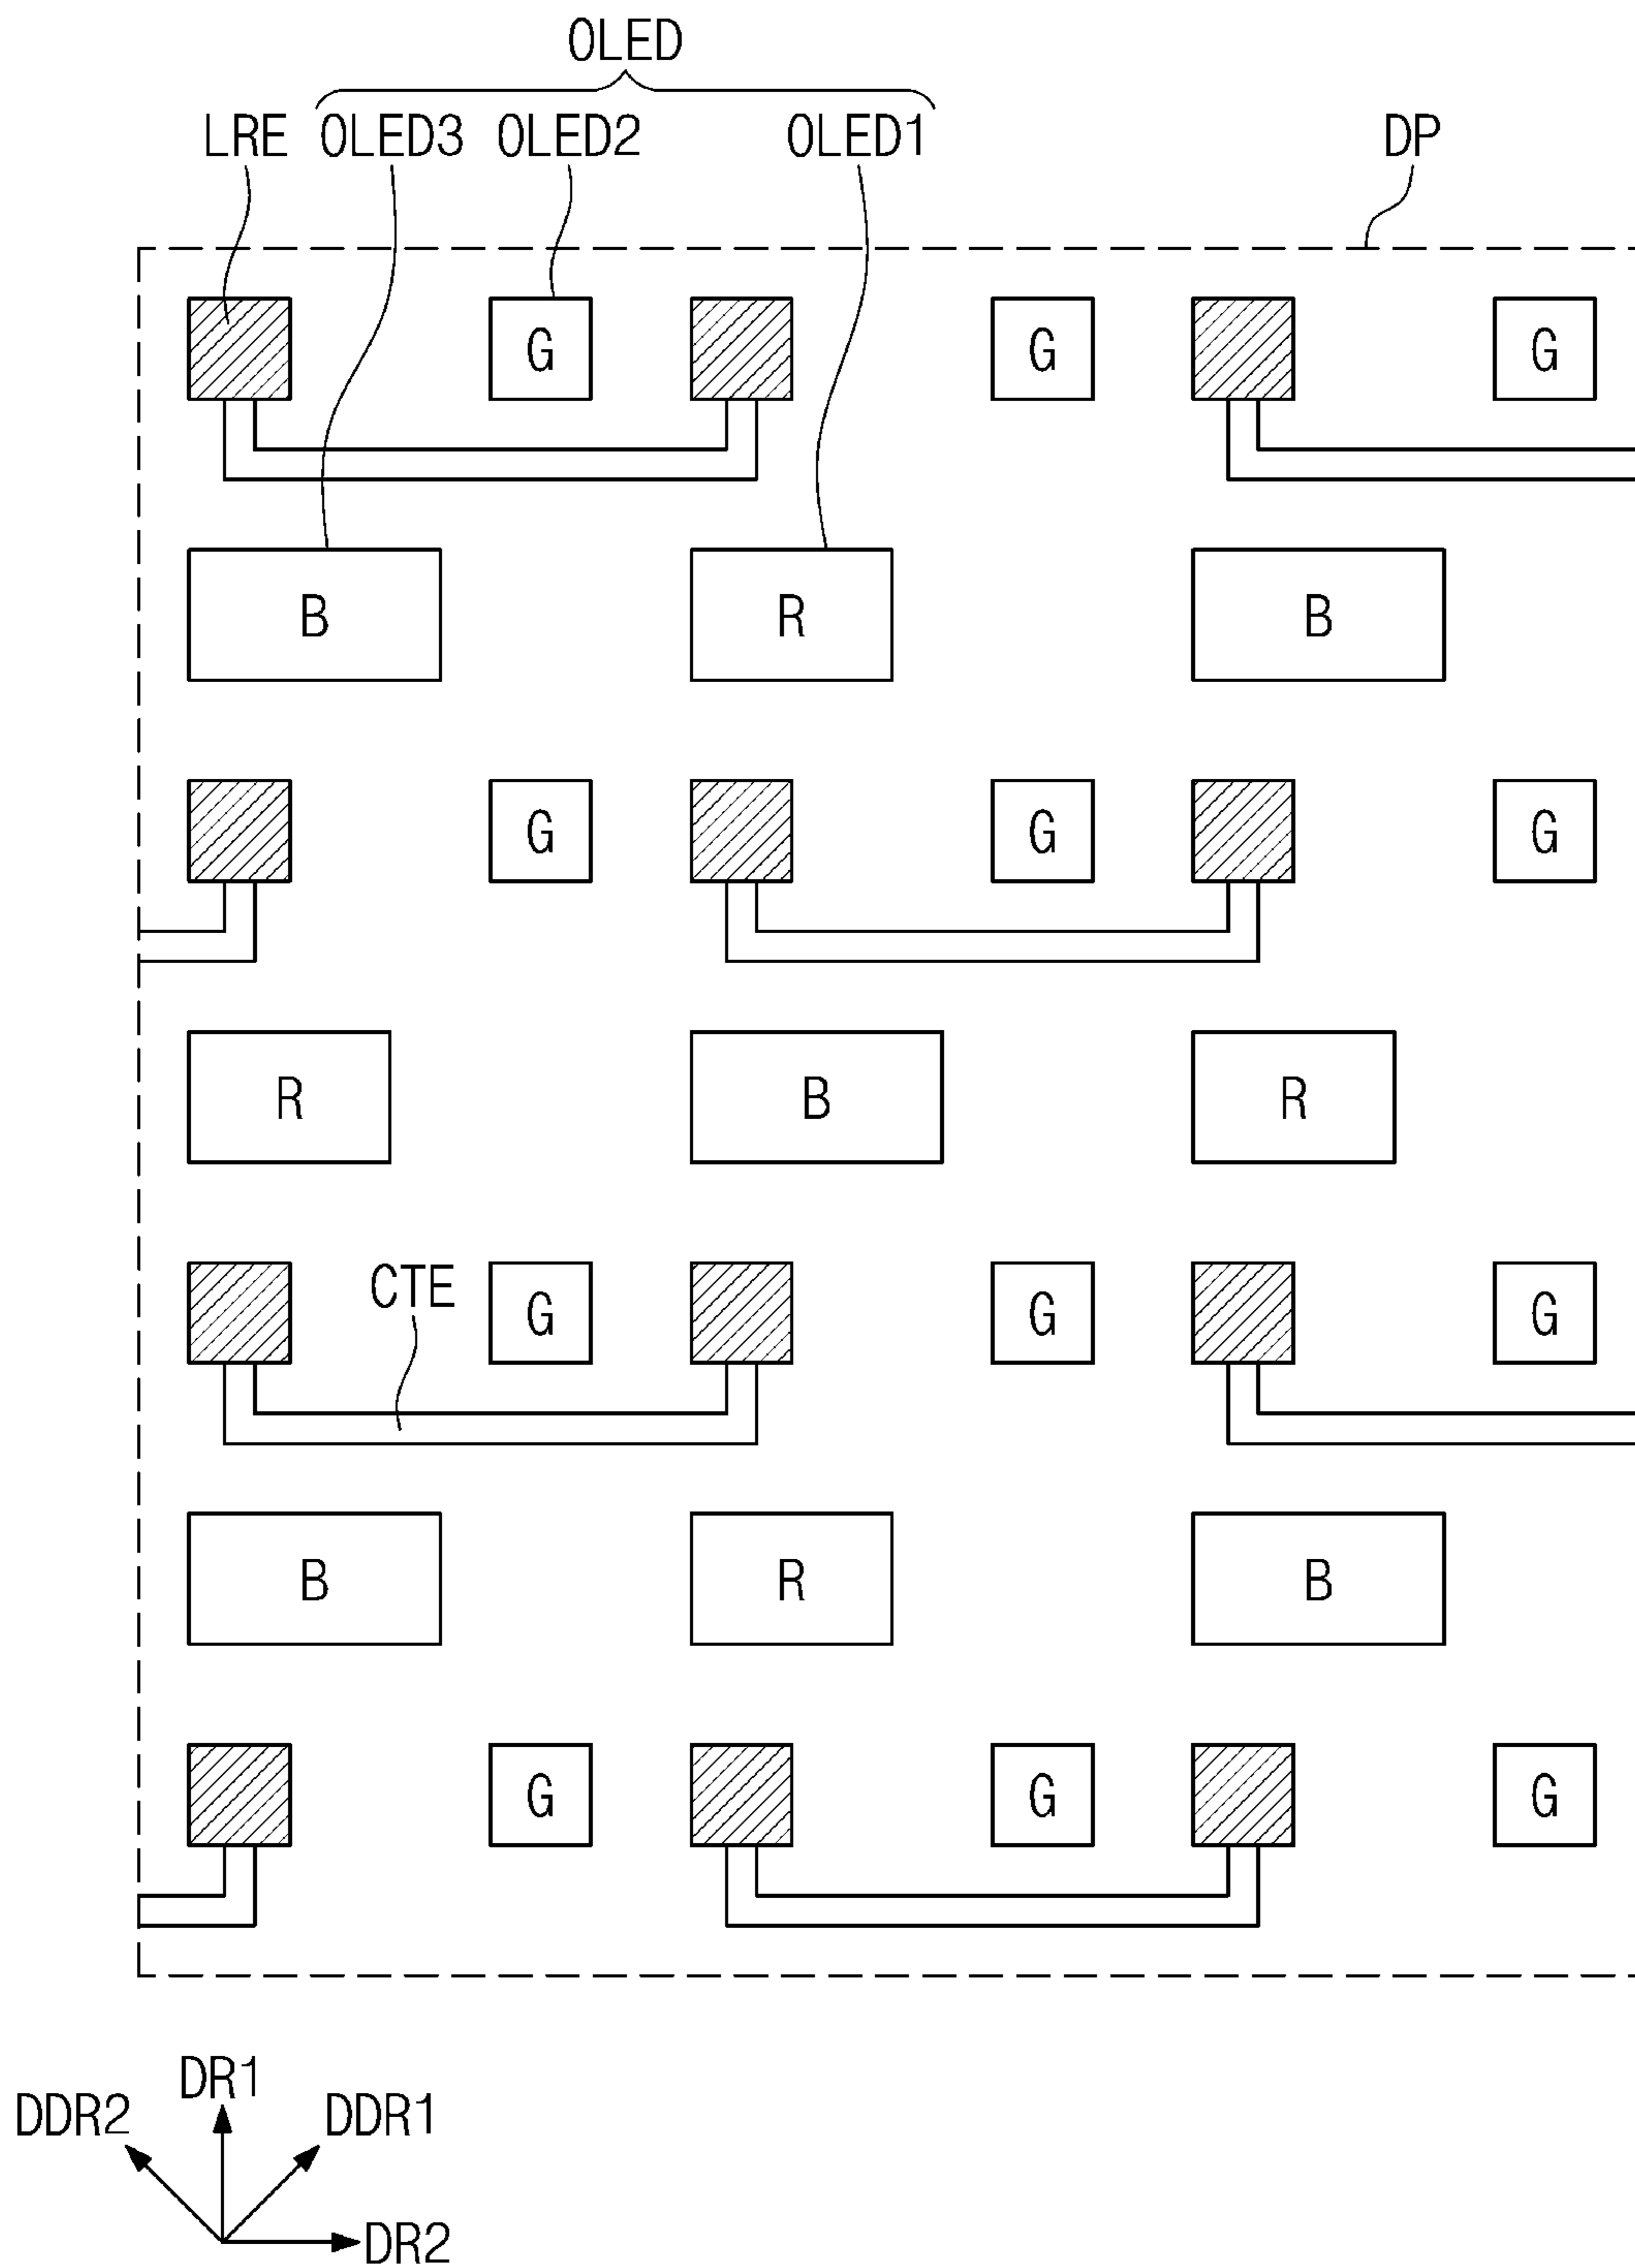 OLED
LRE OLED3 OLED2 OLED1 DP
G G G
B R B
G G G
R B R
CTE G G G
B R B
G G G
DR1
DDR2 DDR1
DR2